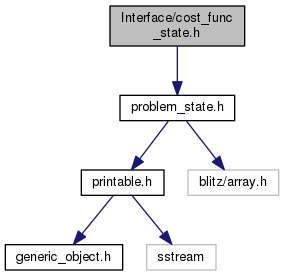 Interface/cost_func
_state.h
problem_state.h
printable.h
blitz/array.h
generic_object.h
sstream